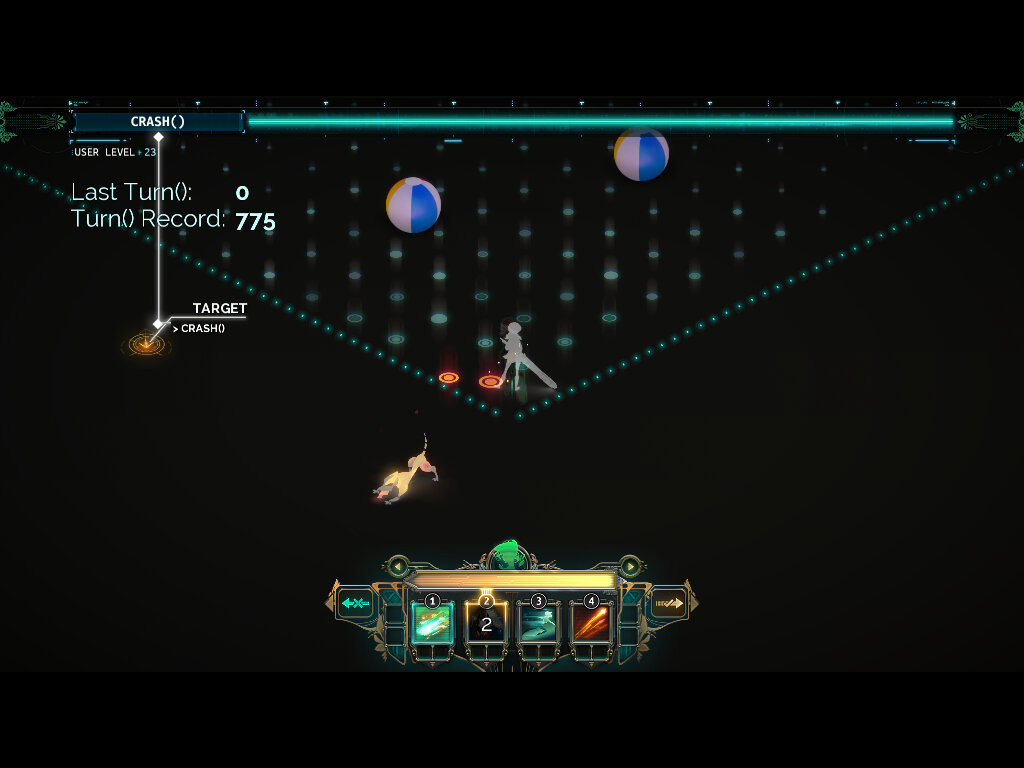 CRASH()
USER LEVEL 23
Last Turn(): 0
Turn() Record: 775
TARGET
> CRASH()
1 2 3 4
2